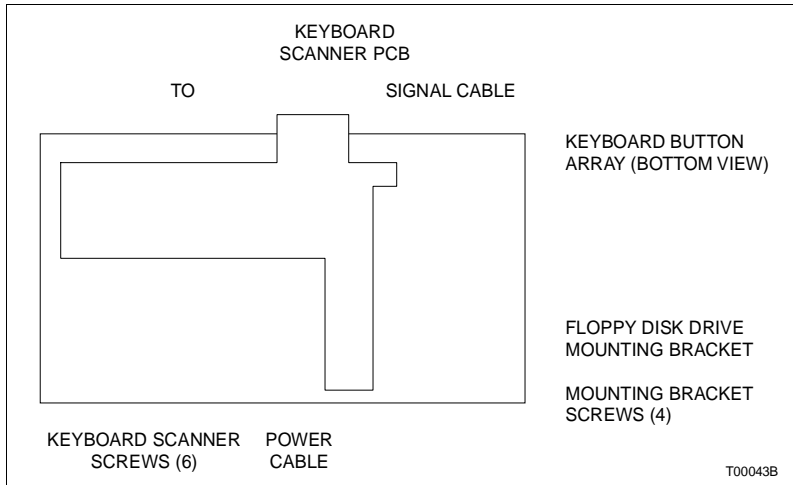 KEYBOARD
SCANNER PCB
TO
SIGNAL CABLE
KEYBOARD BUTTON
ARRAY (BOTTOM VIEW)
FLOPPY DISK DRIVE
MOUNTING BRACKET
MOUNTING BRACKET
SCREWS (4)
KEYBOARD SCANNER
SCREWS (6)
POWER
CABLE
T00043B